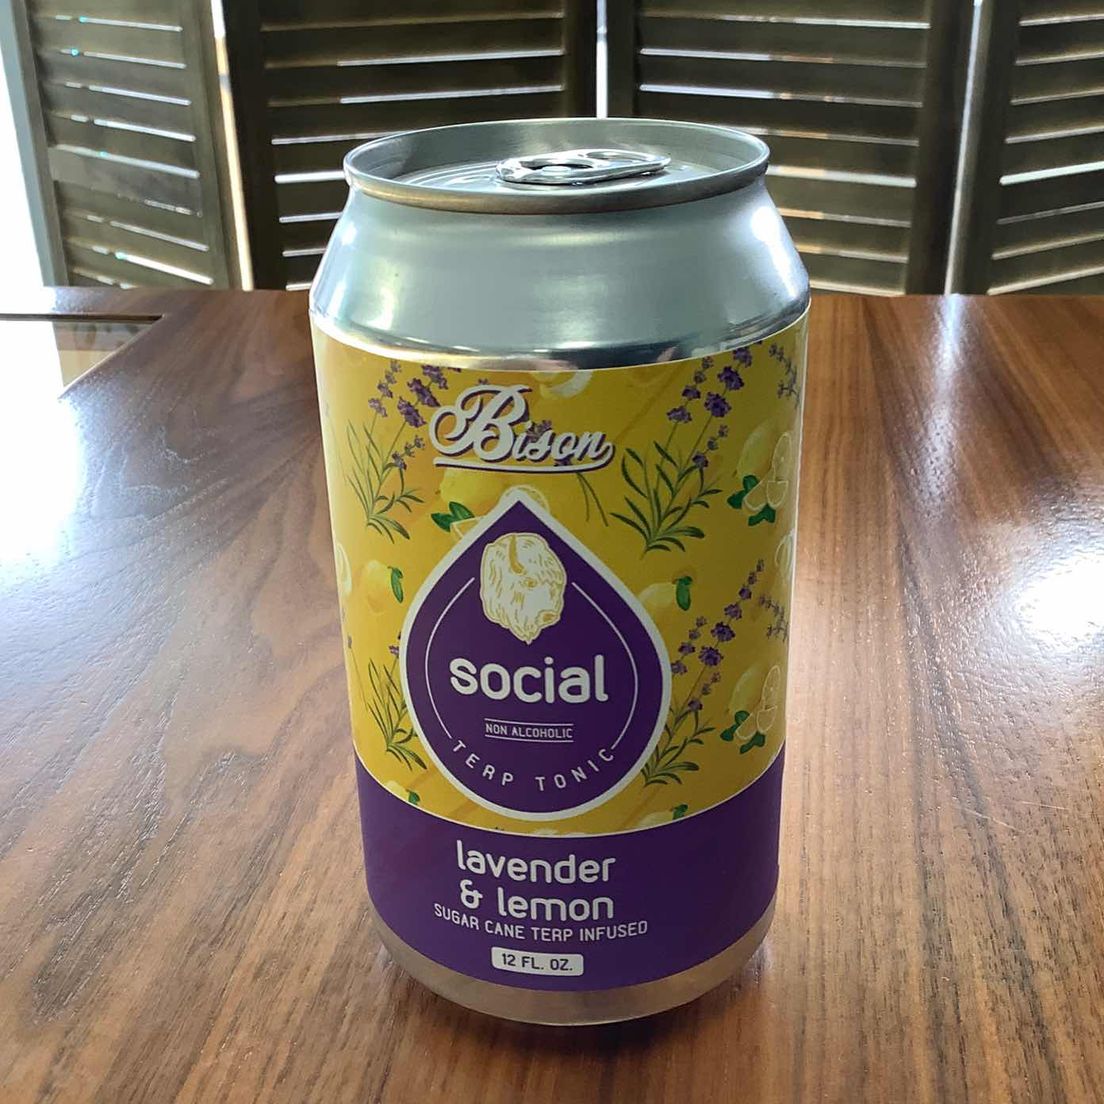 Bison
social
NON ALCOHOLIC
TERP TONIC
lavender
& lemon
SUGAR CANE TERP INFUSED
12 FL. OZ.